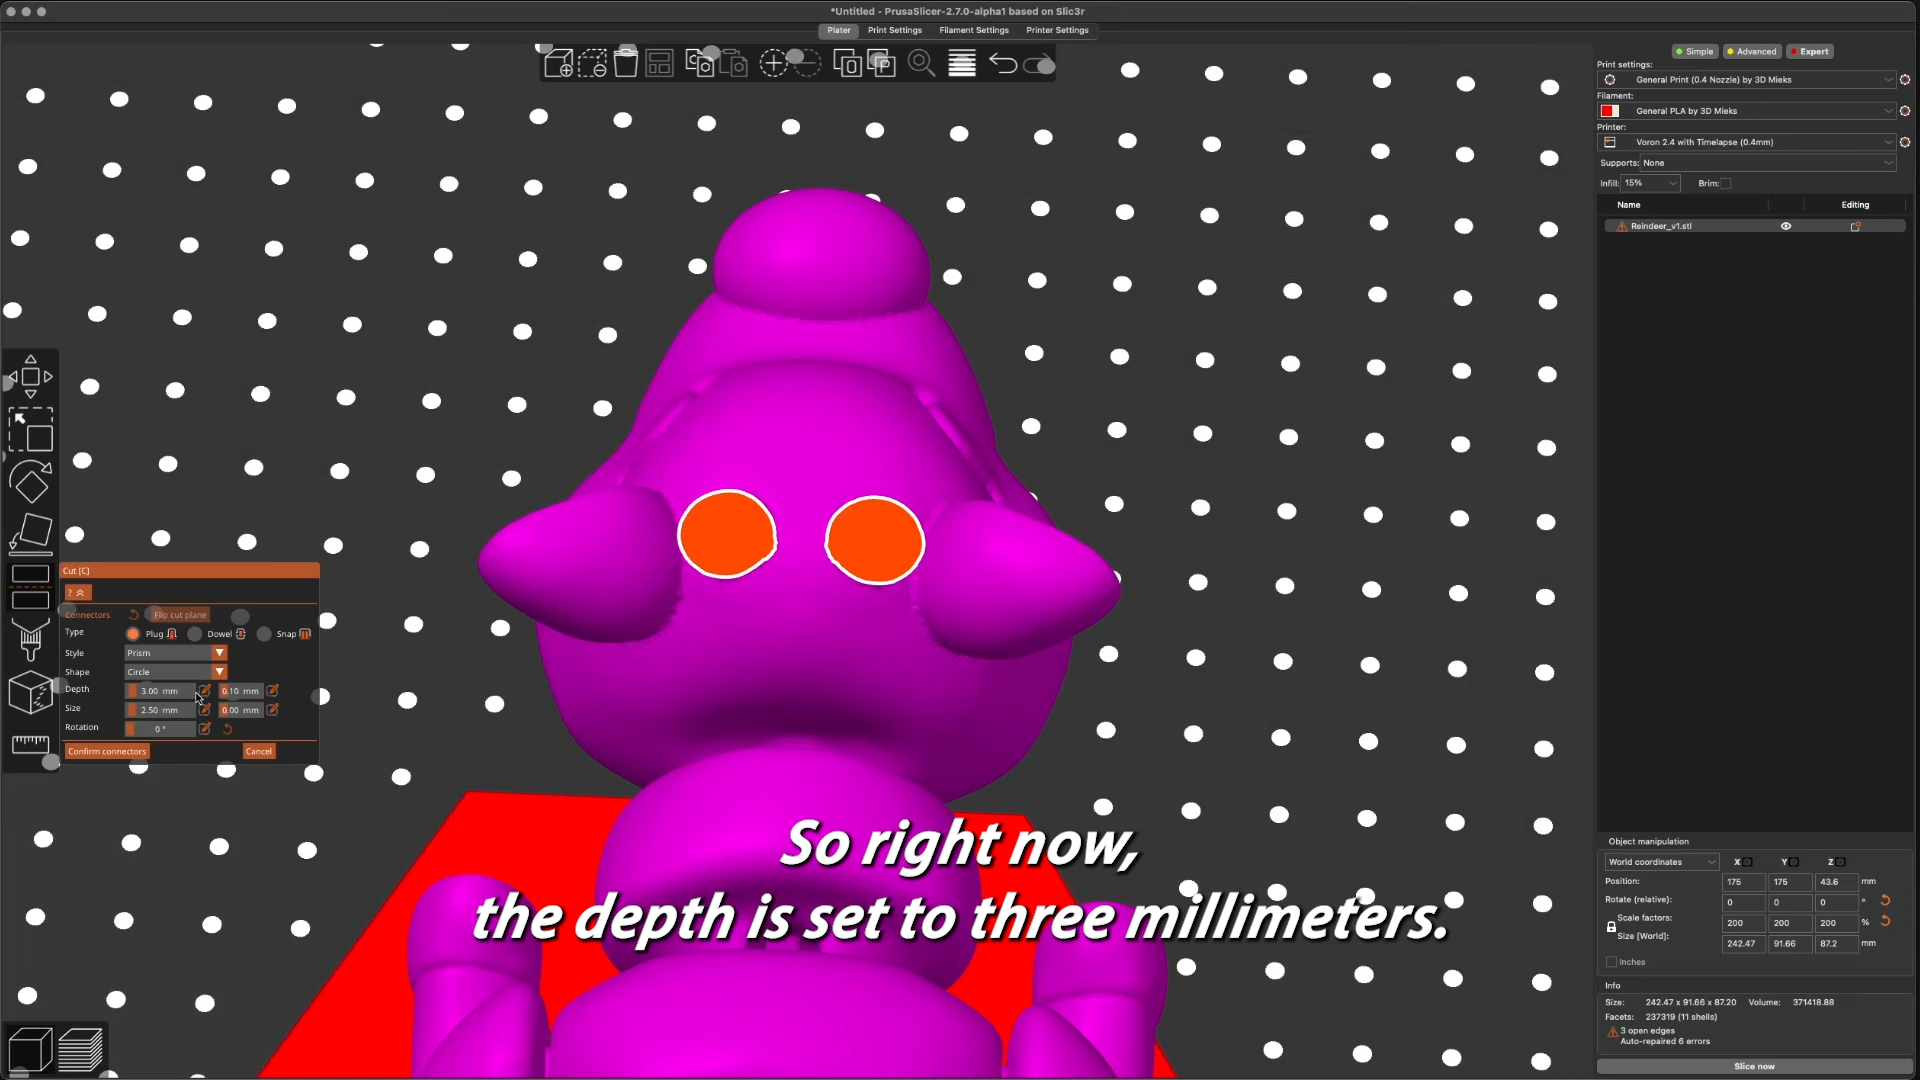 *Untitled - PrusaSlicer-2.7.0-alpha1 based on Slic3r
Plater Print Settings Filament Settings Printer Settings
Simple Advanced Expert
Print settings:
General Print (0.4 Nozzle) by 3D Mieks
Filament:
General PLA by 3D Mieks
Printer:
Voron 2.4 with Timelapse (0.4mm)
Supports: None
Infill: 15% Brim:
Name Editing
Reindeer_v1.stl
Cut [C]
?
Connectors Flip cut plane
Type Plug Dowel Snap
Style Prism
Shape Circle
Depth 3.00 mm 0.10 mm
Size 2.50 mm 0.00 mm
Rotation 0°
Confirm connectors Cancel
So right now,
the depth is set to three millimeters.
Object manipulation
World coordinates X Y Z
Position: 175 175 43.6 mm
Rotate (relative): 0 0 0 °
Scale factors: 200 200 200 %
Size [World]: 242.47 91.66 87.2 mm
Inches
Info
Size: 242.47 x 91.66 x 87.20 Volume: 371418.88
Facets: 237319 (11 shells)
3 open edges
Auto-repaired 6 errors
Slice now